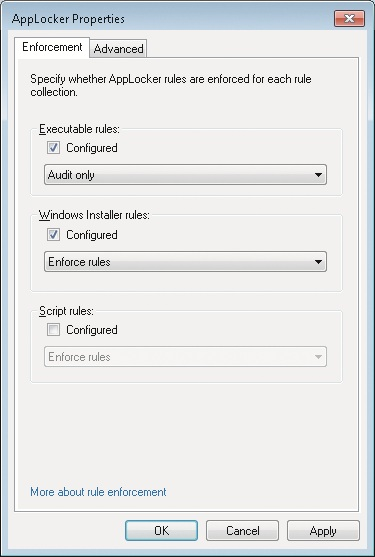 AppLocker Properties
Enforcement
Advanced
Specify whether AppLocker rules are enforced for each rule
collection.
Executable rules:
Configured
Audit only
Windows Installer rules:
Configured
Enforce rules
Script rules:
Configured
Enforce rules
More about rule enforcement
OK
Cancel
Apply